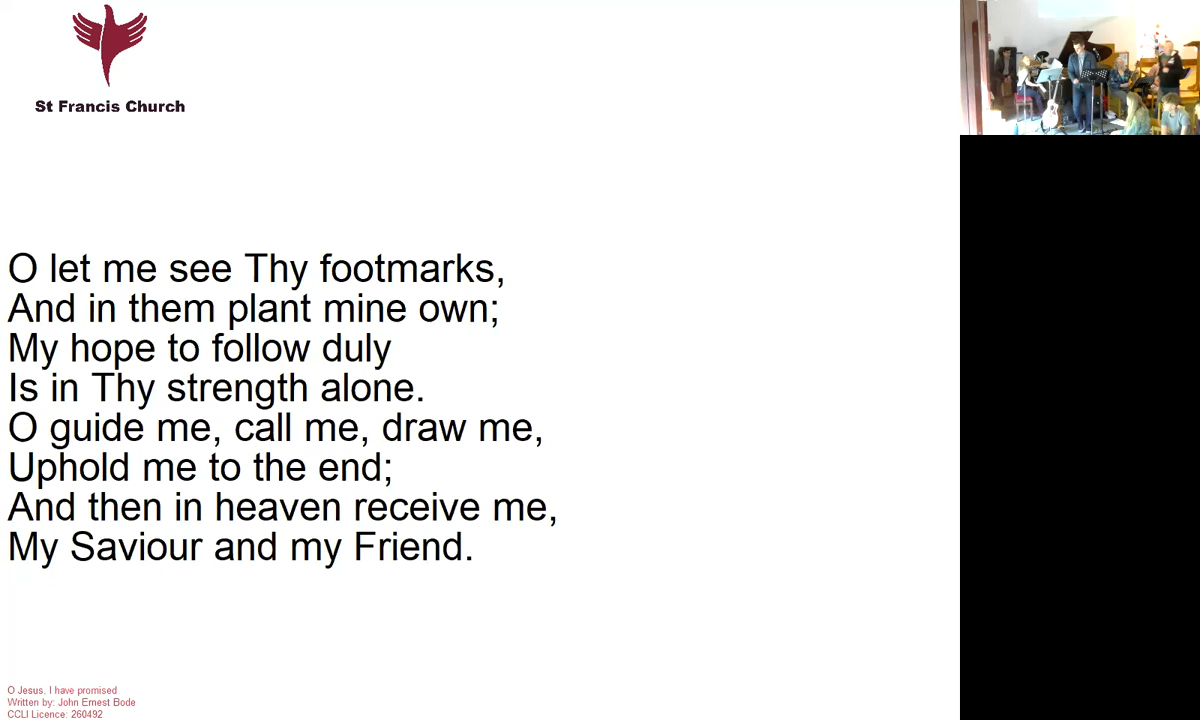 St Francis Church
O let me see Thy footmarks,
And in them plant mine own;
My hope to follow duly
Is in Thy strength alone.
O guide me, call me, draw me,
Uphold me to the end;
And then in heaven receive me,
My Saviour and my Friend.
O Jesus, I have promised
Written by: John Ernest Bode
CCLI Licence: 260492